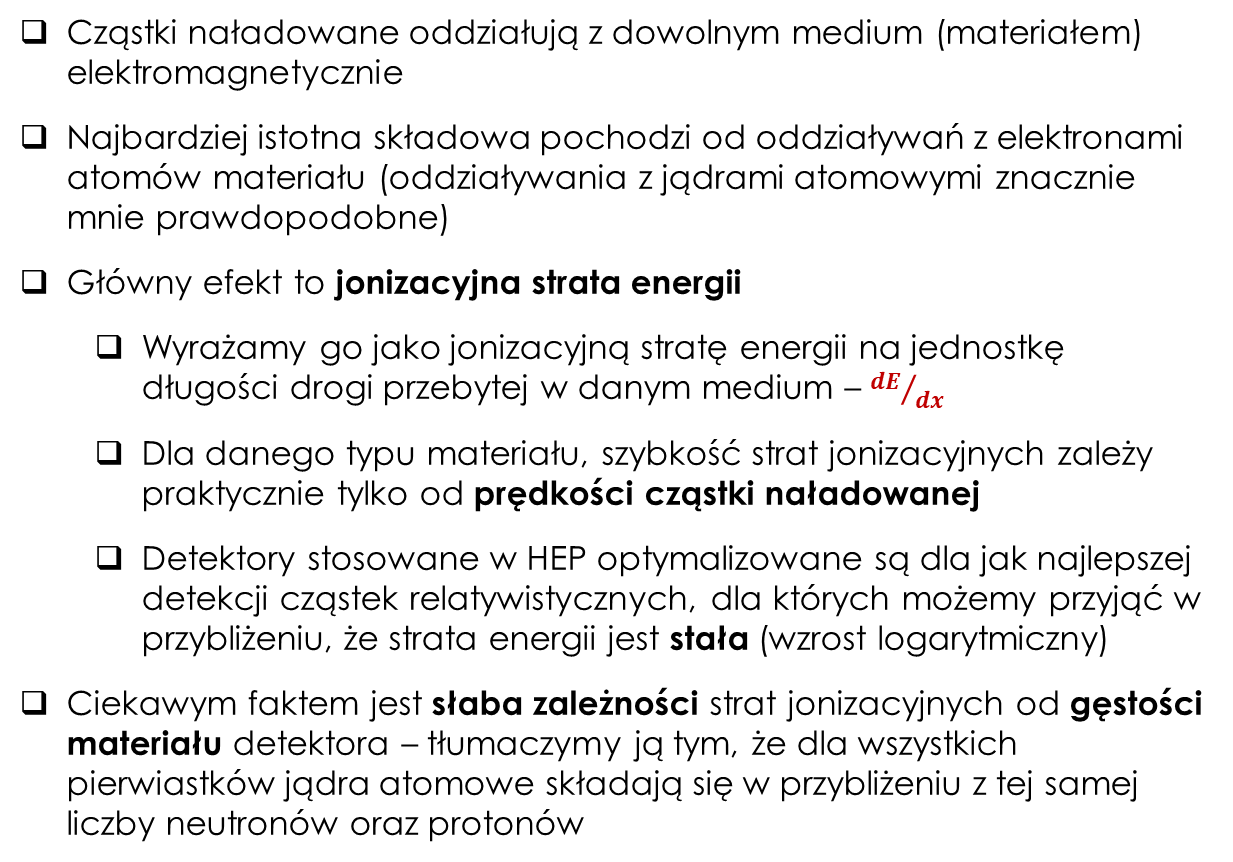 ❑ Cząstki naładowane oddziałują z dowolnym medium (materiałem)
elektromagnetycznie
❑ Najbardziej istotna składowa pochodzi od oddziaływań z elektronami
atomów materiału (oddziaływania z jądrami atomowymi znacznie
mnie prawdopodobne)
❑ Główny efekt to jonizacyjna strata energii
❑ Wyrażamy go jako jonizacyjną stratę energii na jednostkę
długości drogi przebytej w danym medium – dE/dx
❑ Dla danego typu materiału, szybkość strat jonizacyjnych zależy
praktycznie tylko od prędkości cząstki naładowanej
❑ Detektory stosowane w HEP optymalizowane są dla jak najlepszej
detekcji cząstek relatywistycznych, dla których możemy przyjąć w
przybliżeniu, że strata energii jest stała (wzrost logarytmiczny)
❑ Ciekawym faktem jest słaba zależności strat jonizacyjnych od gęstości
materiału detektora – tłumaczymy ją tym, że dla wszystkich
pierwiastków jądra atomowe składają się w przybliżeniu z tej samej
liczby neutronów oraz protonów